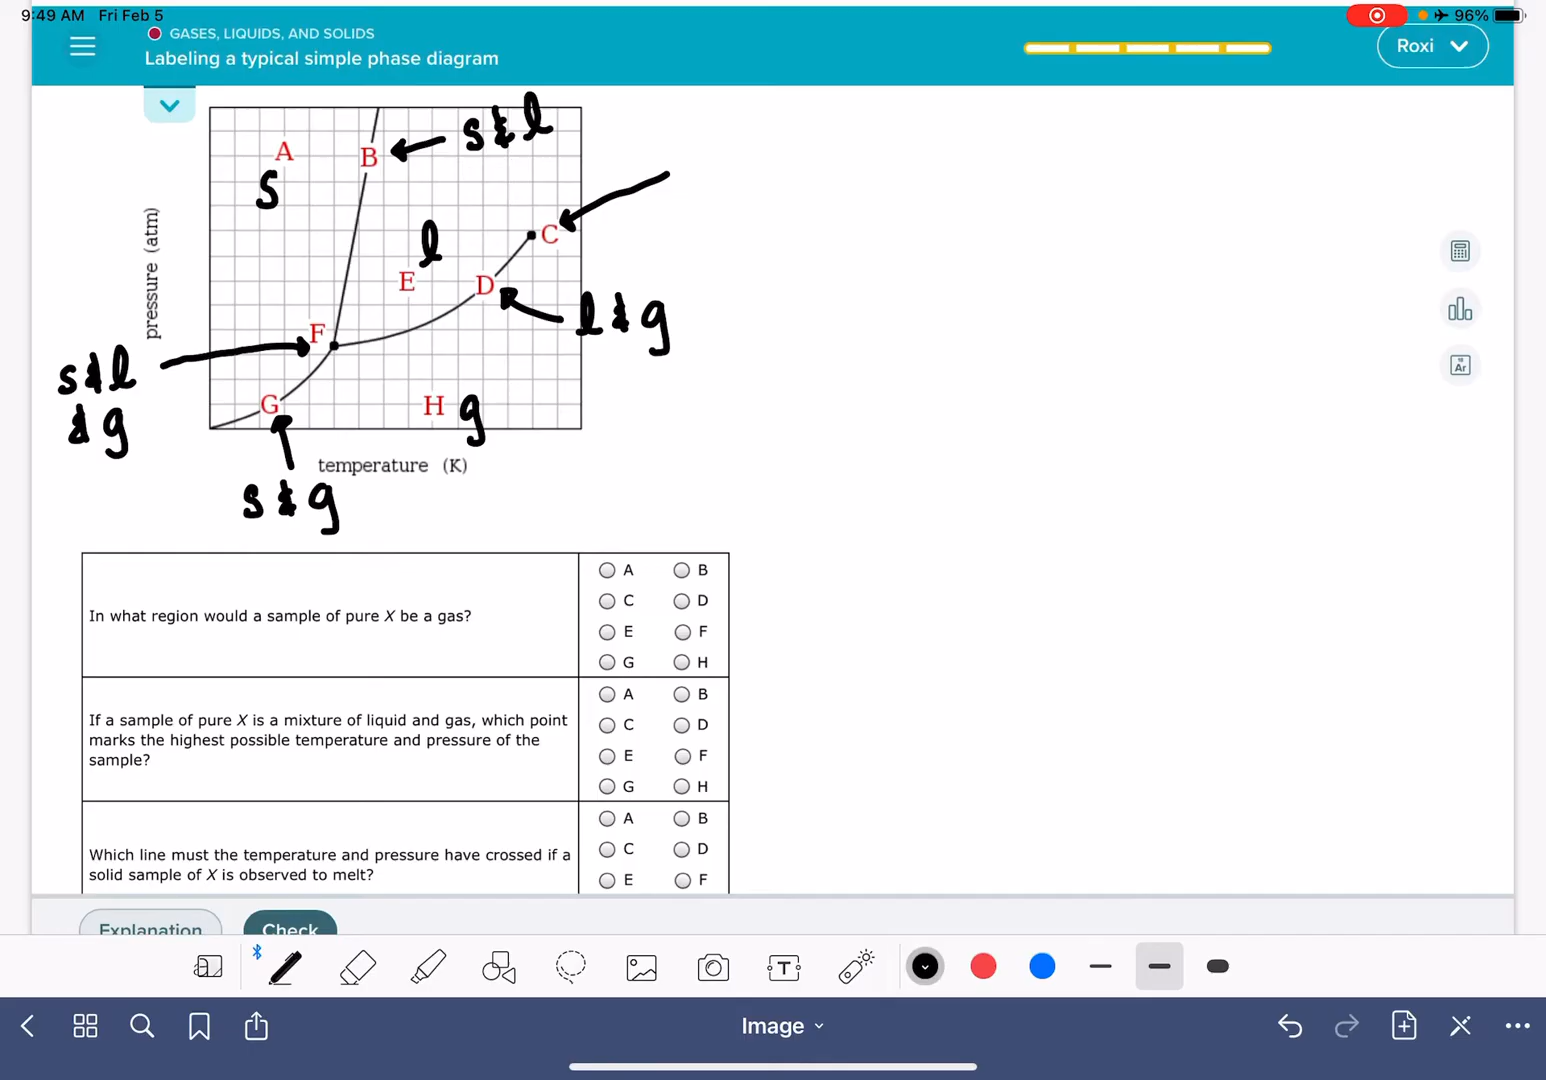 9:49 AM Fri Feb 5
96%
GASES, LIQUIDS, AND SOLIDS
Labeling a typical simple phase diagram
Roxi
A
B
s & l
s
C
l
E
D
l & g
F
s & l
& g
G
H
g
s & g
pressure (atm)
temperature (K)
Ar
In what region would a sample of pure X be a gas?
A B
C D
E F
G H
If a sample of pure X is a mixture of liquid and gas, which point
marks the highest possible temperature and pressure of the
sample?
A B
C D
E F
G H
Which line must the temperature and pressure have crossed if a
solid sample of X is observed to melt?
A B
C D
E F
Explanation
Check
T
Image